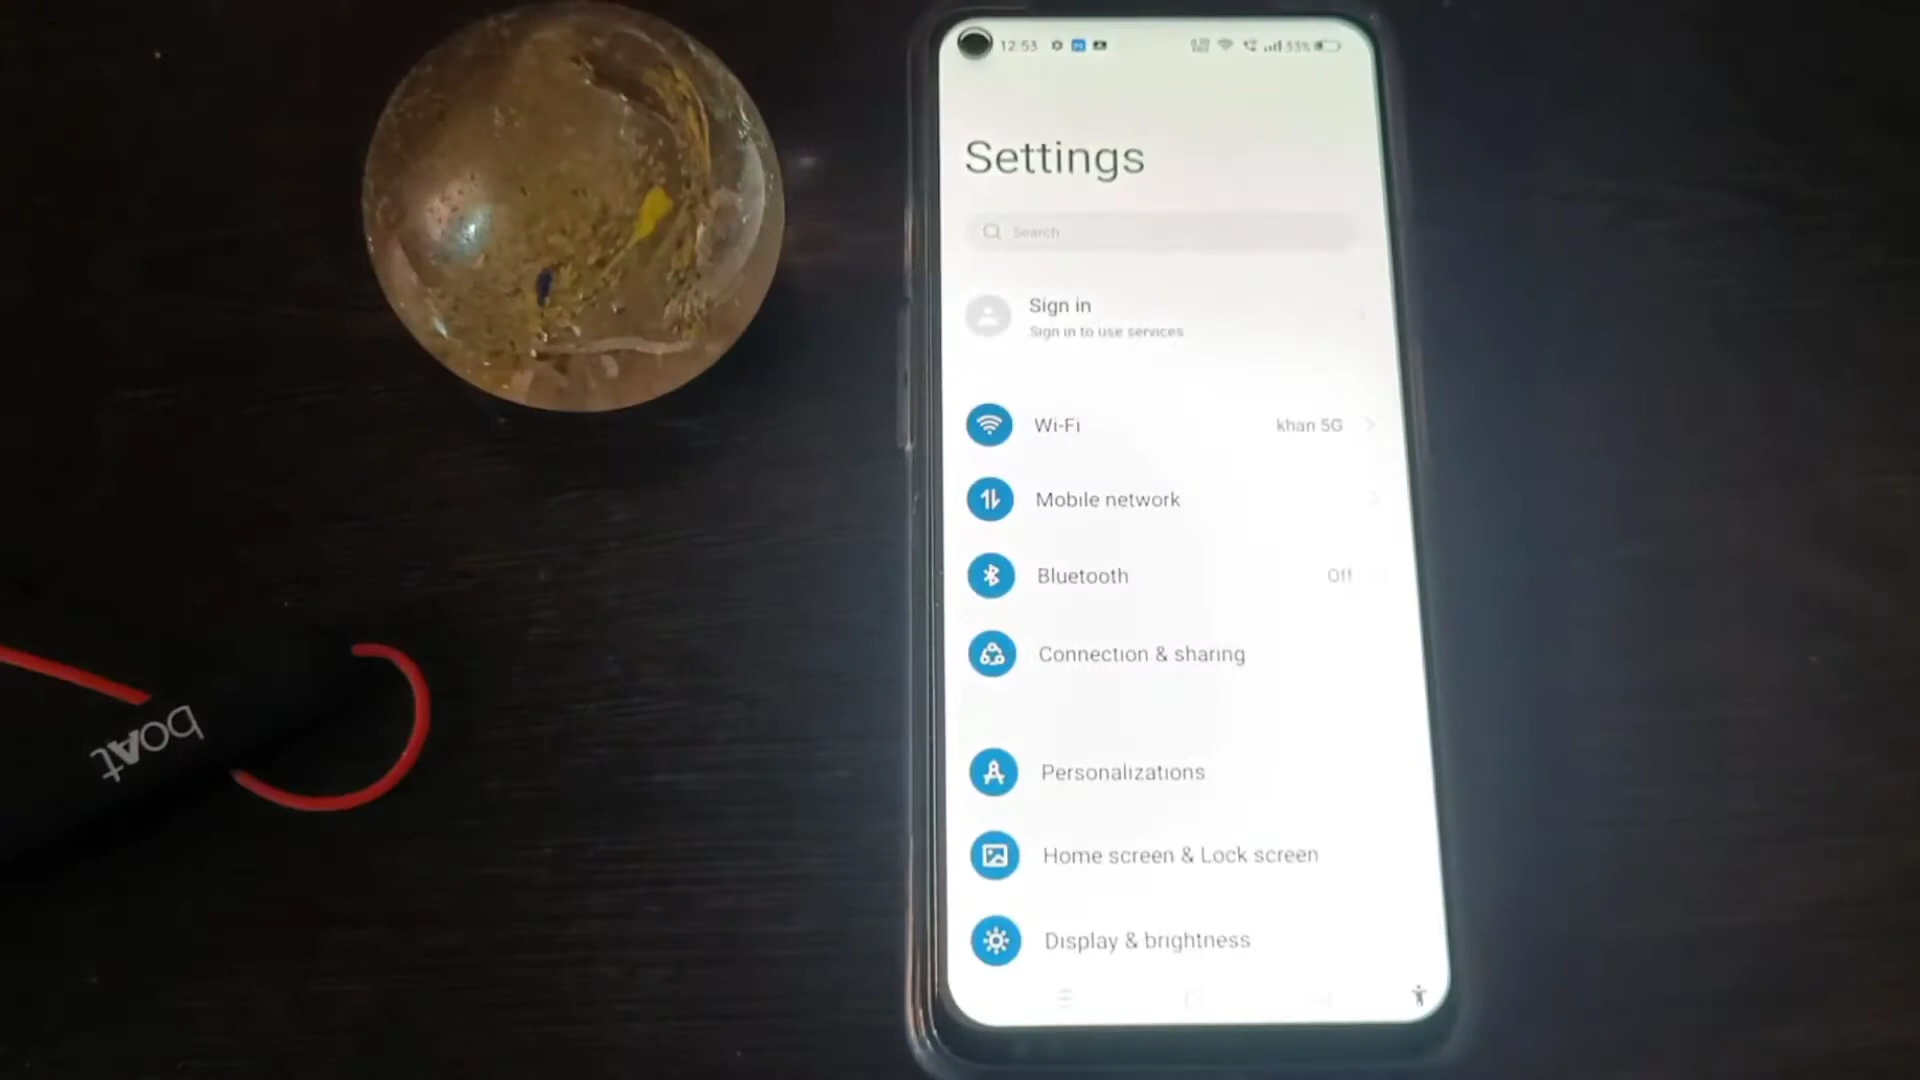 12:53
53%
Settings
Search
Sign in
Sign in to use services
Wi-Fi khan 5G
Mobile network
Bluetooth Off
Connection & sharing
Personalizations
Home screen & Lock screen
Display & brightness
boAt